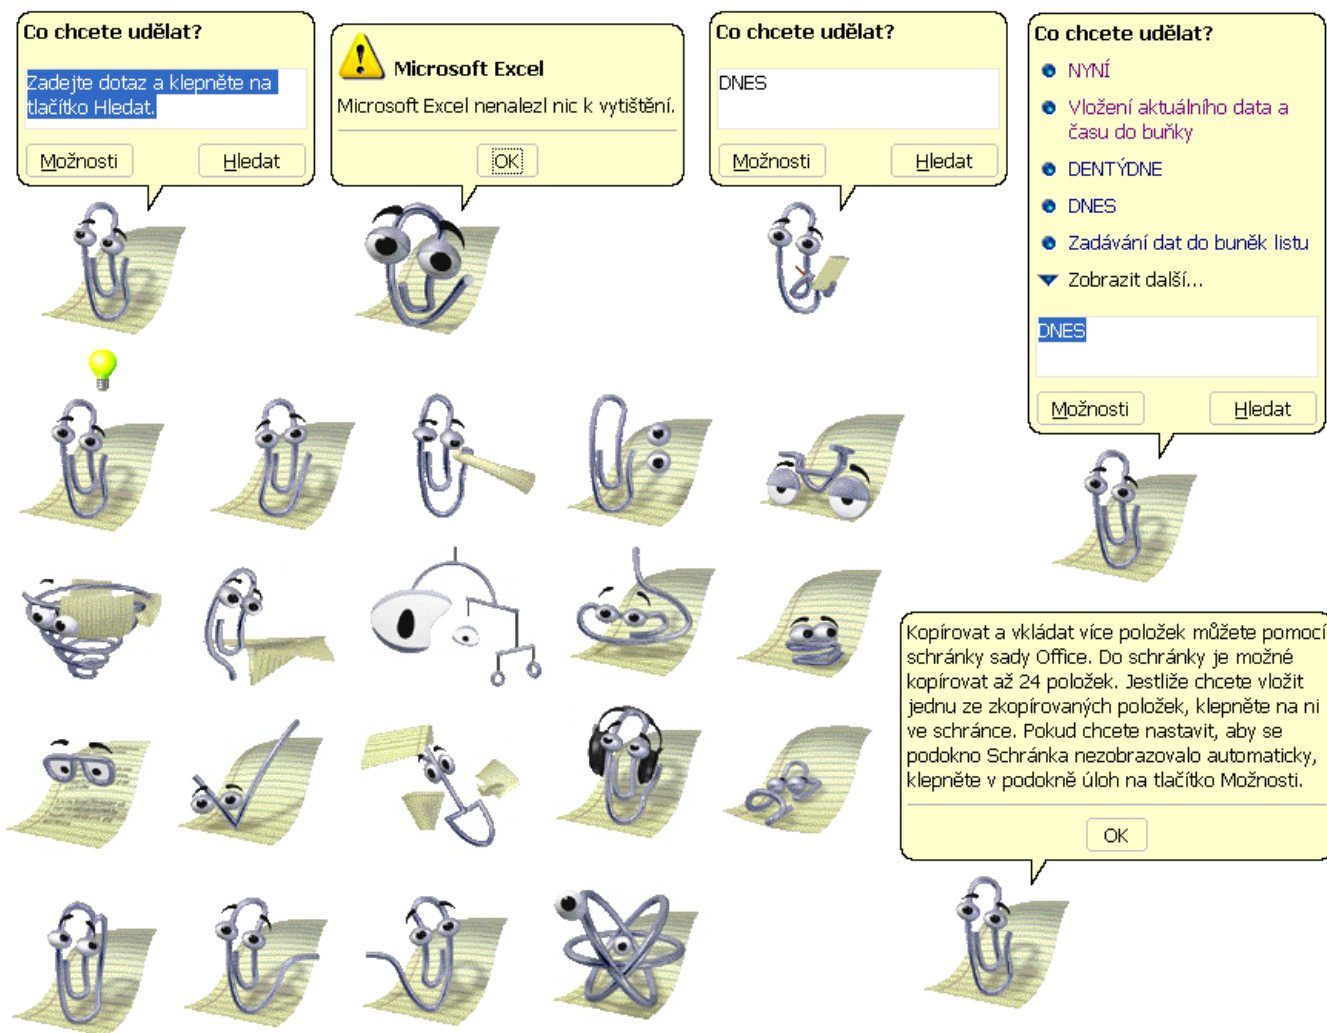 Co chcete udělat?
Zadejte dotaz a klepněte na
tlačítko Hledat.
Možnosti
Hledat
Microsoft Excel
Microsoft Excel nenalezl nic k vytištění.
OK
Co chcete udělat?
DNES
Možnosti
Hledat
Co chcete udělat?
NYNÍ
Vložení aktuálního data a
času do buňky
DENTÝDNE
DNES
Zadávání dat do buněk listu
Zobrazit další...
DNES
Možnosti
Hledat
Kopírovat a vkládat více položek můžete pomocí
schránky sady Office. Do schránky je možné
kopírovat až 24 položek. Jestliže chcete vložit
jednu ze zkopírovaných položek, klepněte na ni
ve schránce. Pokud chcete nastavit, aby se
podokno Schránka nezobrazovalo automaticky,
klepněte v podokně úloh na tlačítko Možnosti.
OK